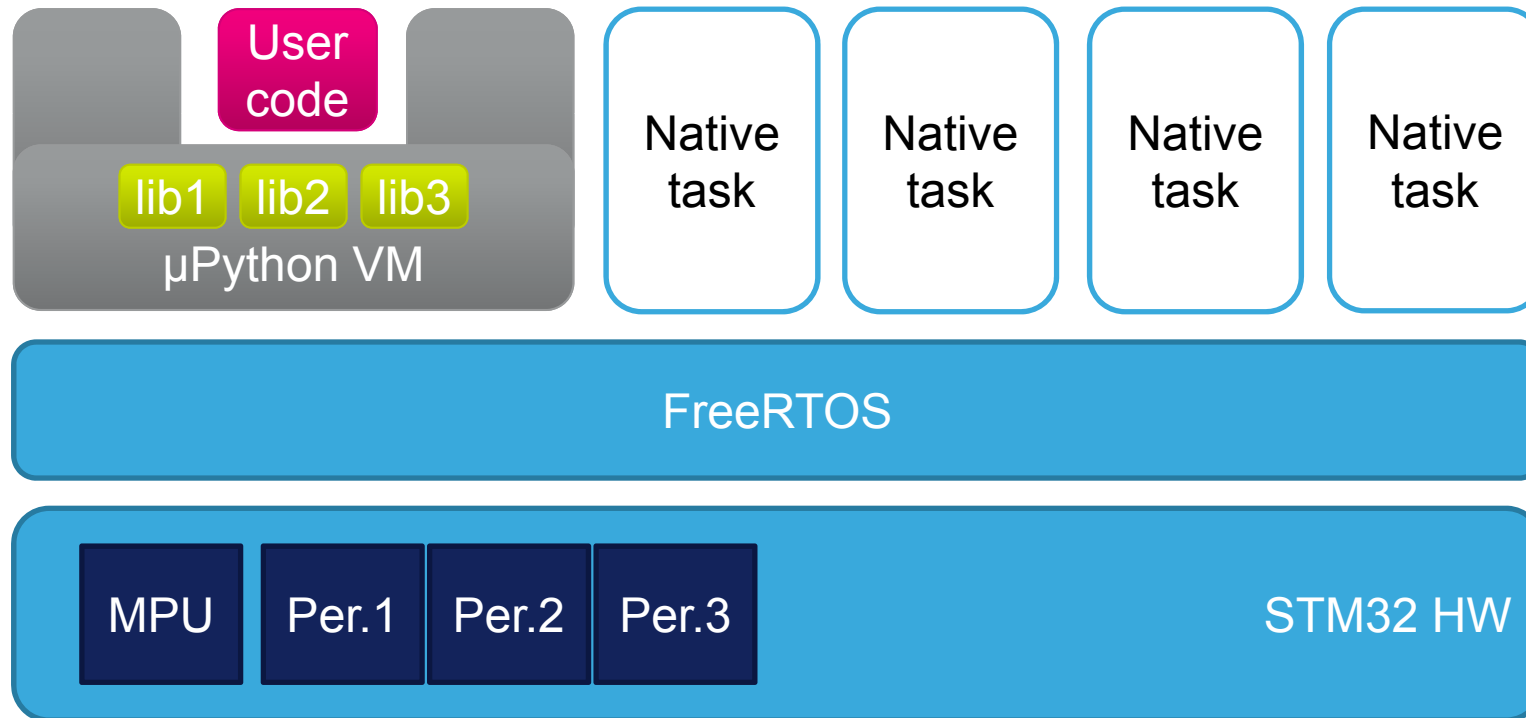 User
code
lib1 lib2 lib3
µPython VM
Native
task
Native
task
Native
task
Native
task
FreeRTOS
MPU Per.1 Per.2 Per.3
STM32 HW